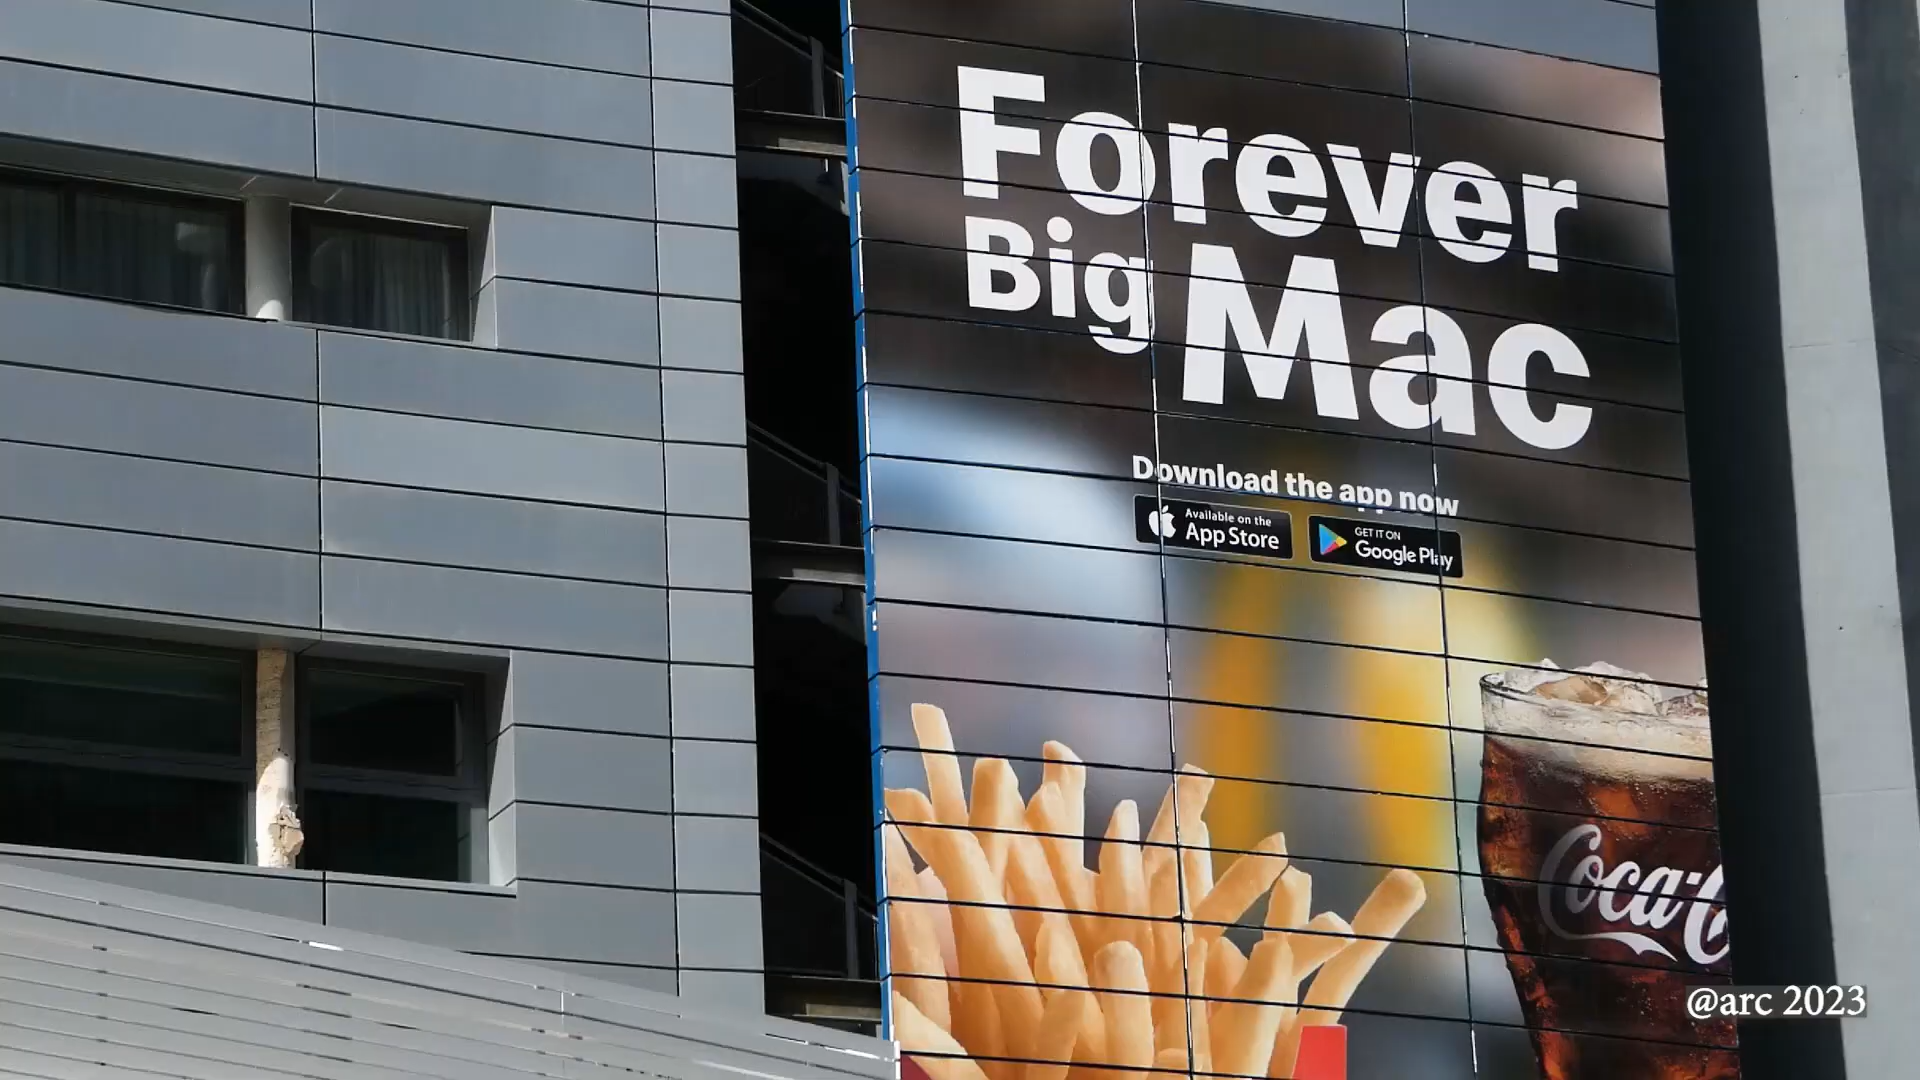 Forever
Big Mac
Download the app now
Available on the
App Store
GET IT ON
Google Play
Coca-C
@arc 2023